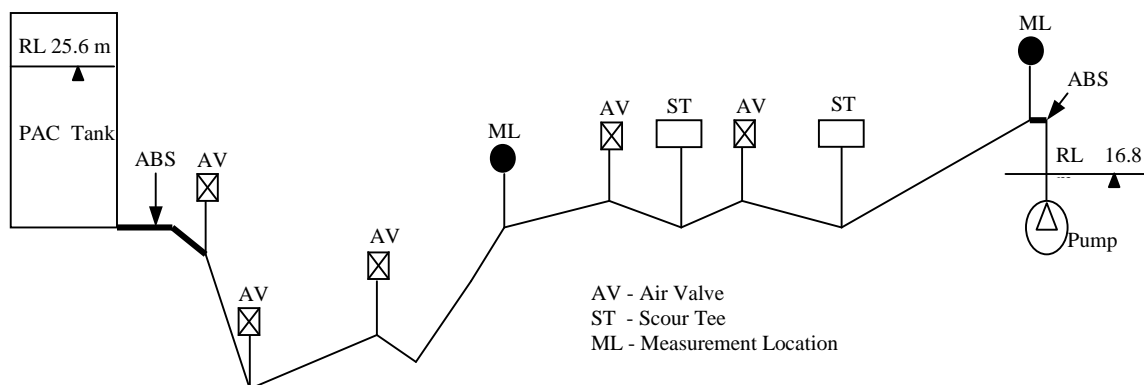 ML
RL 25.6 m
ABS
AV
ST
AV
ST
PAC Tank
ML
ABS
AV
RL 16.8
AV
Pump
AV
AV - Air Valve
ST - Scour Tee
ML - Measurement Location